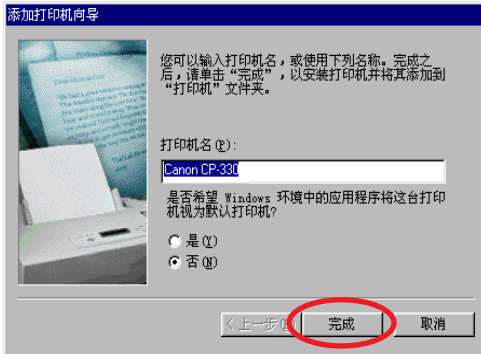 添加打印机向导
您可以输入打印机名，或使用下列名称。完成之
后，请单击“完成”，以安装打印机并将其添加到
“打印机”文件夹。
打印机名(P):
Canon CP-330
是否希望 Windows 环境中的应用程序将这台打印
机视为默认打印机?
是(Y)
否(N)
<上一步
完成
取消